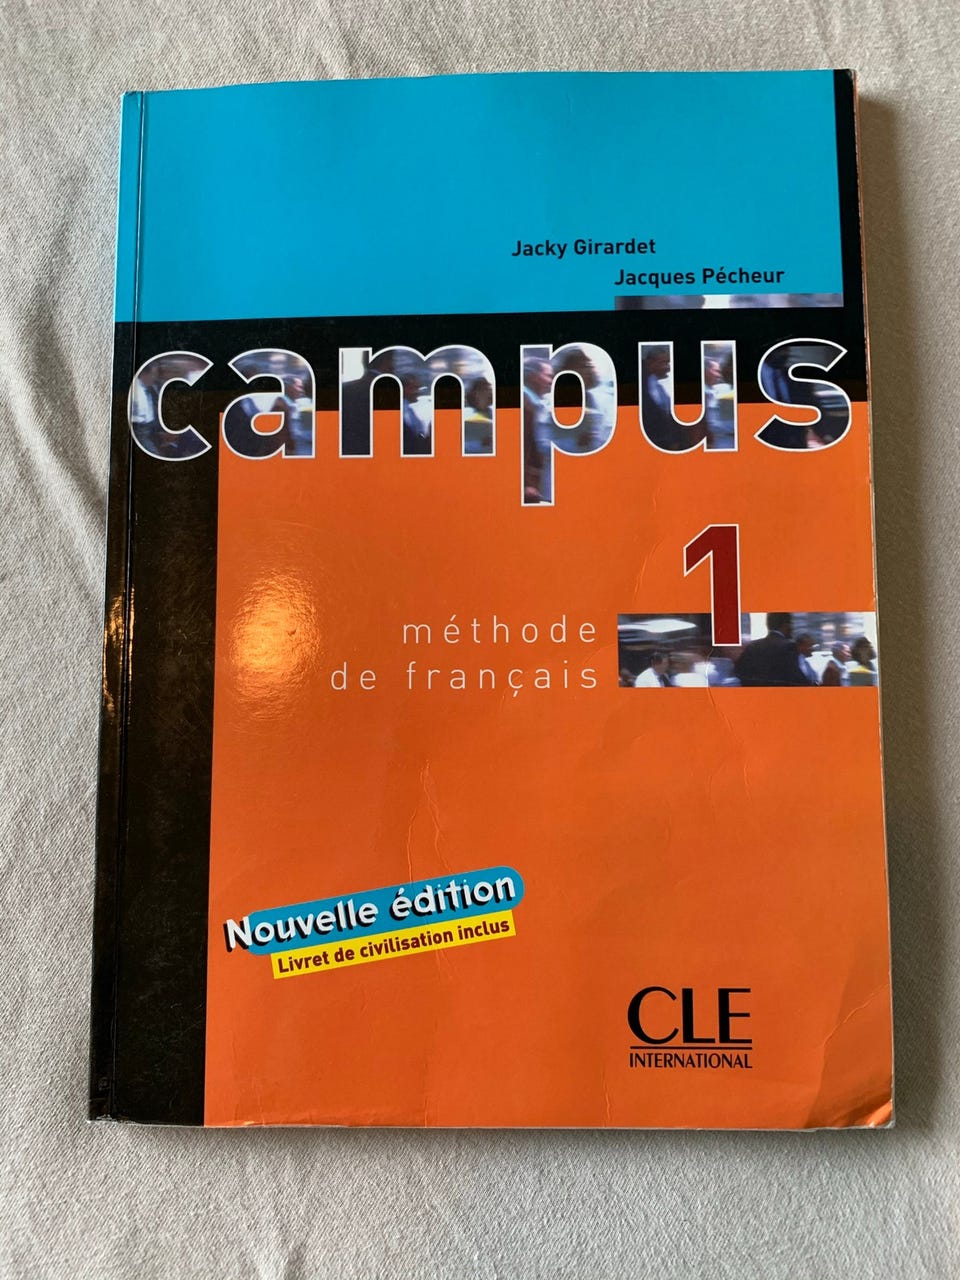 Jacky Girardet
Jacques Pécheur
campus
1
méthode
de français
Nouvelle édition
Livret de civilisation inclus
CLE
INTERNATIONAL